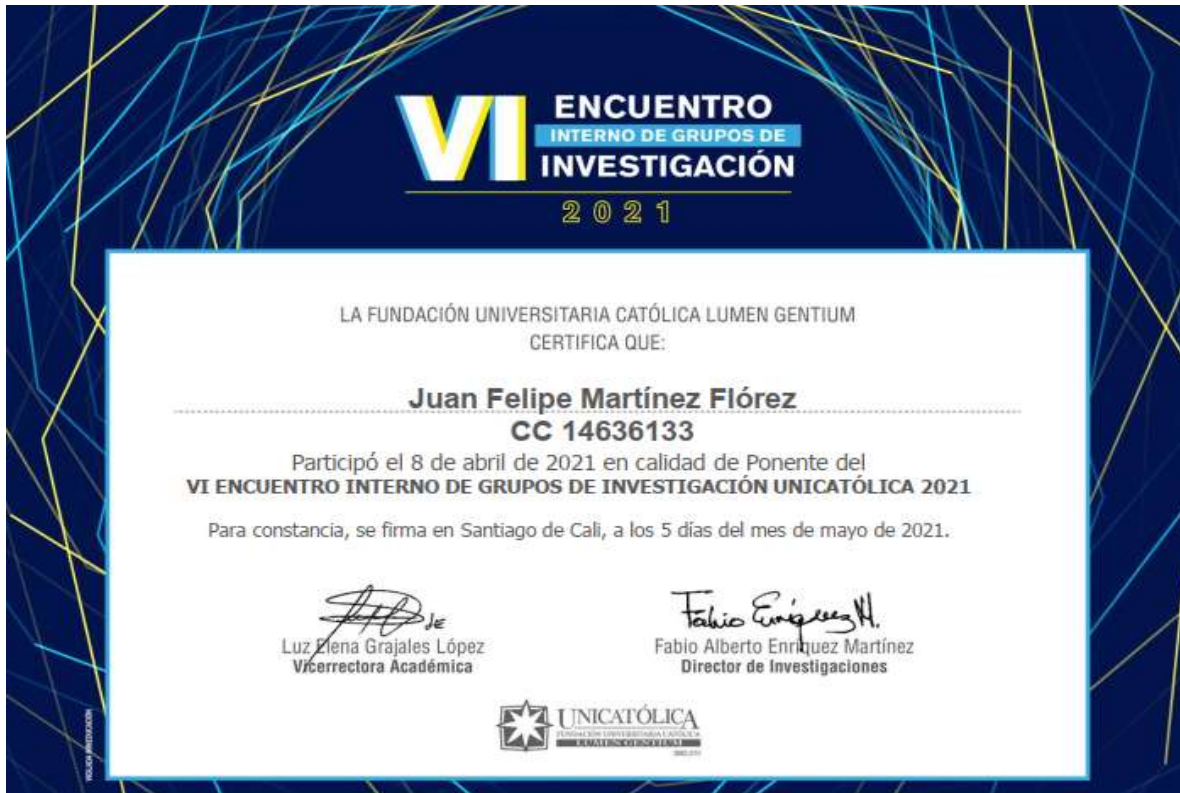 VI ENCUENTRO
INTERNO DE GRUPOS DE
INVESTIGACIÓN
2021
LA FUNDACIÓN UNIVERSITARIA CATÓLICA LUMEN GENTIUM
CERTIFICA QUE:
Juan Felipe Martínez Flórez
CC 14636133
Participó el 8 de abril de 2021 en calidad de Ponente del
VI ENCUENTRO INTERNO DE GRUPOS DE INVESTIGACIÓN UNICATÓLICA 2021
Para constancia, se firma en Santiago de Cali, a los 5 días del mes de mayo de 2021.
Fabio Enríquez M.
Luz Elena Grajales López
Vicerrectora Académica
Fabio Alberto Enríquez Martínez
Director de Investigaciones
UNICATÓLICA
FUNDACIÓN UNIVERSITARIA CATÓLICA
LUMEN GENTIUM
VIGILADA MINEDUCACIÓN